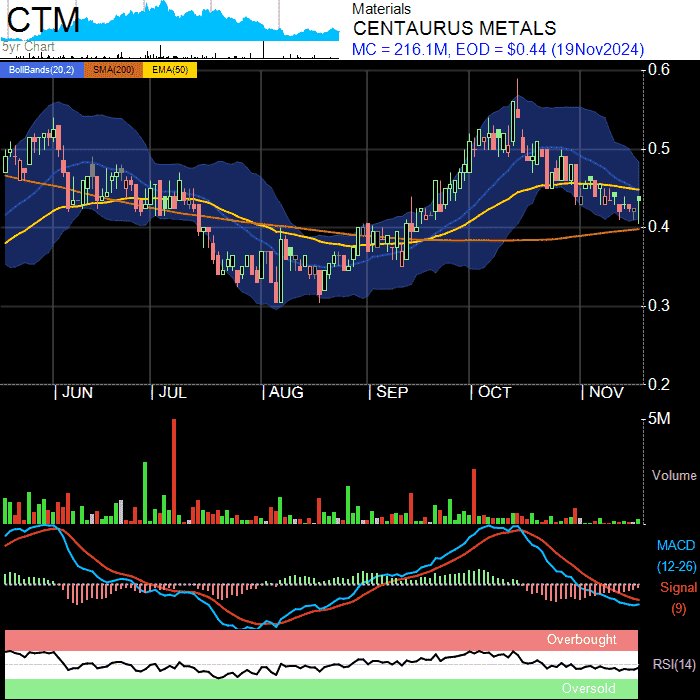 CTM
5yr Chart
Materials
CENTAURUS METALS
MC = 216.1M, EOD = $0.44 (19Nov2024)
BollBands(20,2) SMA(200) EMA(50)
0.6
0.5
0.4
0.3
0.2
JUN JUL AUG SEP OCT NOV
5M
Volume
MACD
(12-26)
Signal
(9)
Overbought
RSI(14)
Oversold